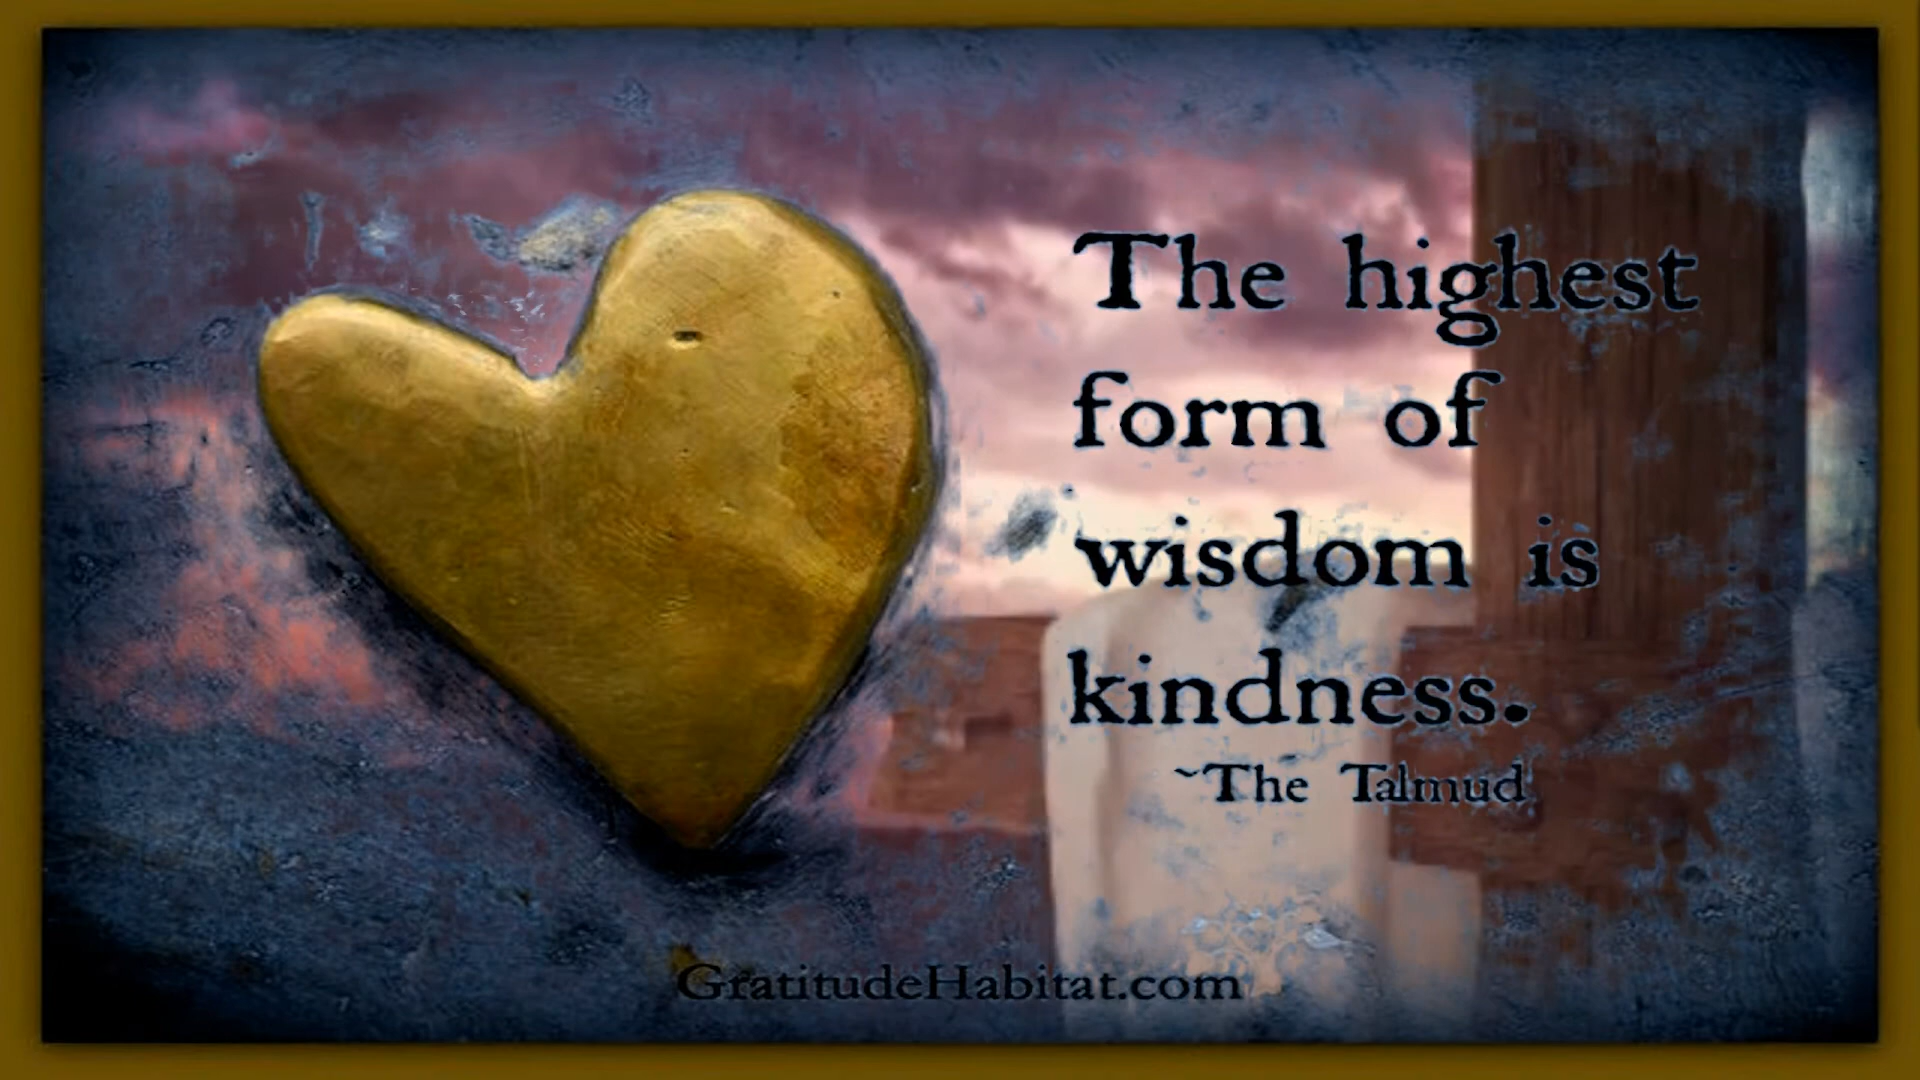 The highest
form of
wisdom is
kindness.
~The Talmud
GratitudeHabitat.com